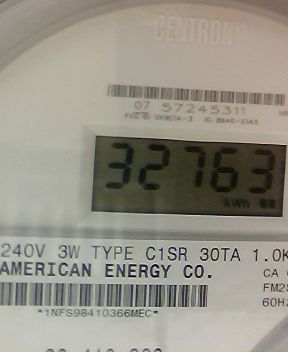 CENTRON®
07 57245311
32763
kWh
240V 3W TYPE C1SR 30TA 1.0K
AMERICAN ENERGY CO.
CA
FM2S
60HZ
*1NFS98410366MEC*